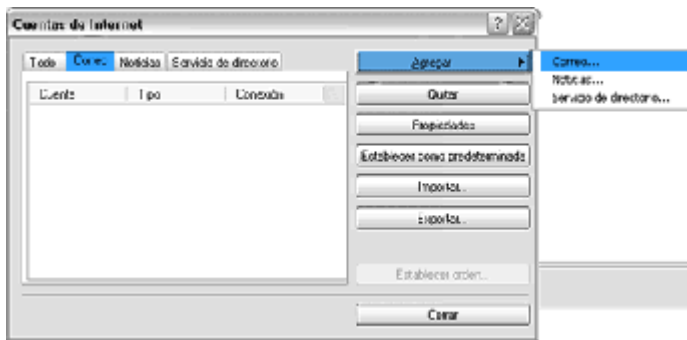 Cuentas de Internet
Todo Correo Noticias Servicio de directorio
Cuenta Tipo Conexión
Agregar
Quitar
Propiedades
Establecer como predeterminada
Importar...
Exportar...
Establecer orden...
Cerrar
Correo...
Noticias...
Servicio de directorio...